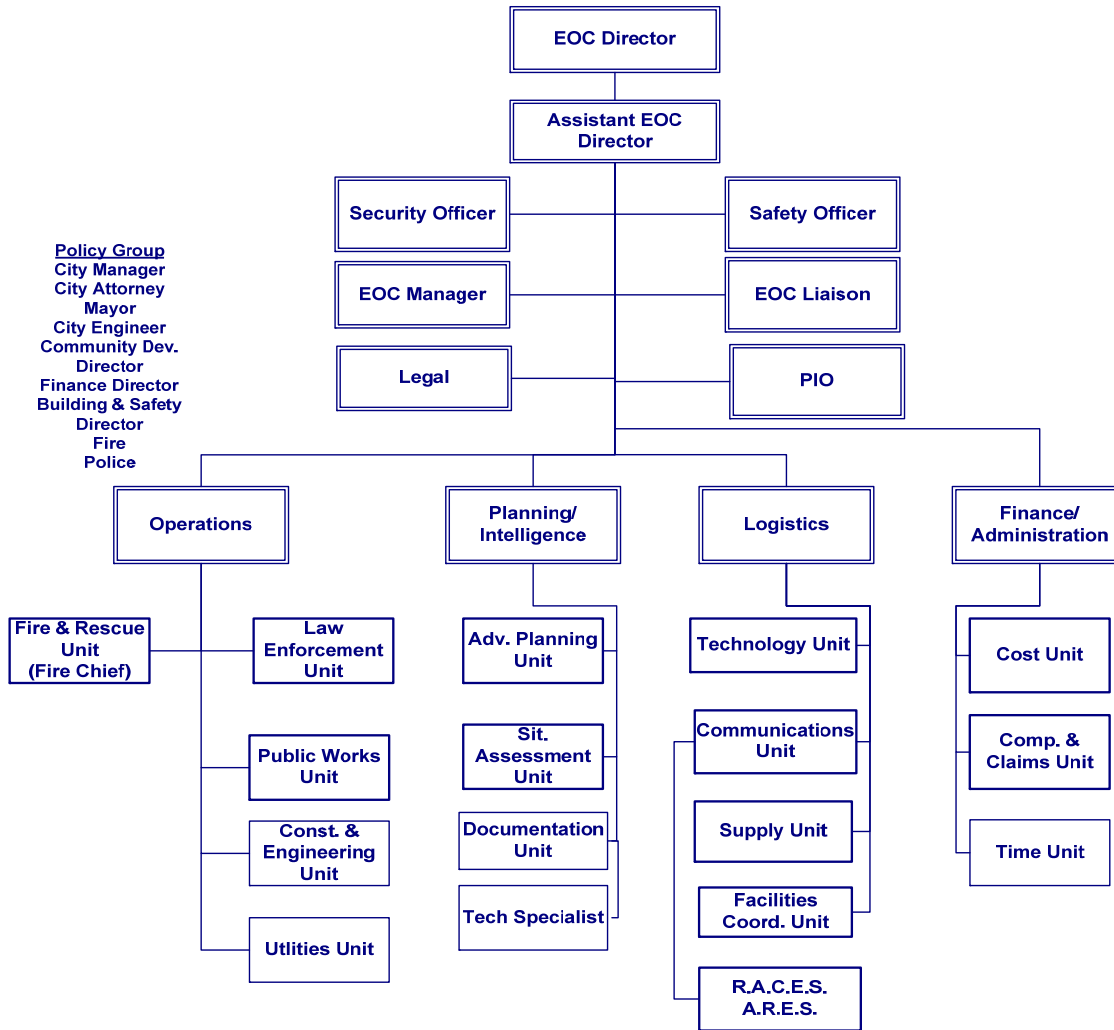 EOC Director
Assistant EOC
Director
Security Officer
Safety Officer
Policy Group
City Manager
City Attorney
Mayor
City Engineer
Community Dev.
Director
Finance Director
Building & Safety
Director
Fire
Police
EOC Manager
EOC Liaison
Legal
PIO
Operations
Planning/
Intelligence
Logistics
Finance/
Administration
Fire & Rescue
Unit
(Fire Chief)
Law
Enforcement
Unit
Public Works
Unit
Const. &
Engineering
Unit
Utlities Unit
Adv. Planning
Unit
Sit.
Assessment
Unit
Documentation
Unit
Tech Specialist
Technology Unit
Communications
Unit
Supply Unit
Facilities
Coord. Unit
R.A.C.E.S.
A.R.E.S.
Cost Unit
Comp. &
Claims Unit
Time Unit